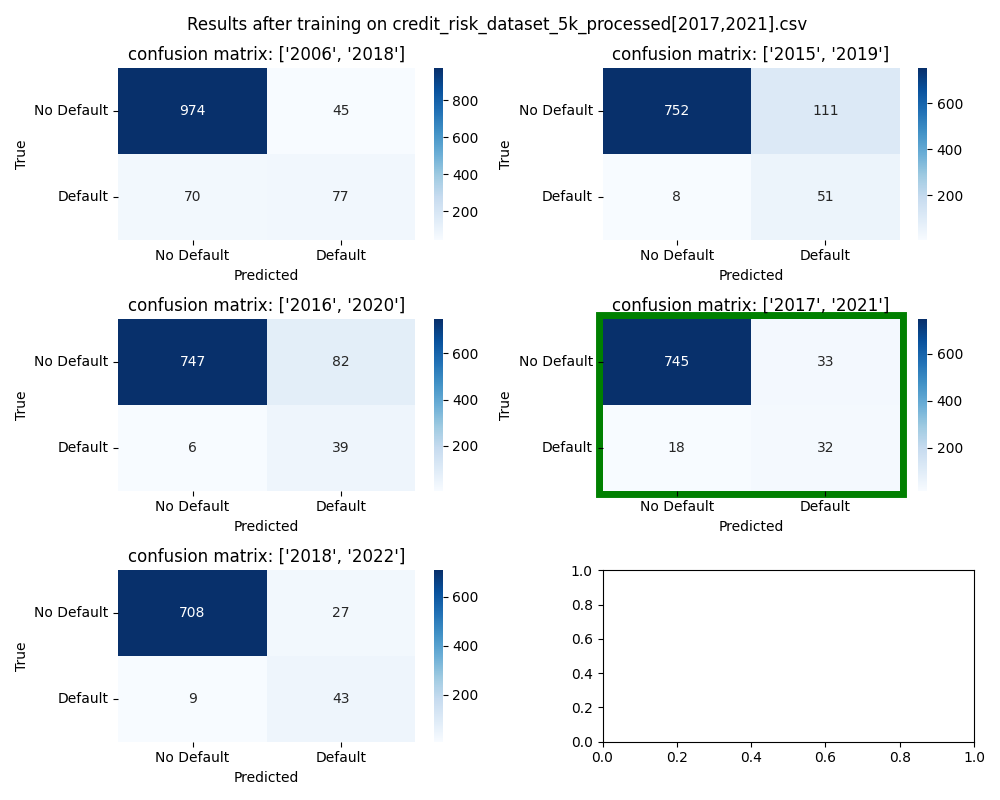 Results after training on credit_risk_dataset_5k_processed[2017,2021].csv
confusion matrix: ['2006', '2018']
No Default
974
45
Default
70
77
No Default
Default
True
Predicted
800
600
400
200
confusion matrix: ['2015', '2019']
No Default
752
111
Default
8
51
No Default
Default
True
Predicted
600
400
200
confusion matrix: ['2016', '2020']
No Default
747
82
Default
6
39
No Default
Default
True
Predicted
600
400
200
confusion matrix: ['2017', '2021']
No Default
745
33
Default
18
32
No Default
Default
True
Predicted
600
400
200
confusion matrix: ['2018', '2022']
No Default
708
27
Default
9
43
No Default
Default
True
Predicted
600
400
200
1.0
0.8
0.6
0.4
0.2
0.0
0.0
0.2
0.4
0.6
0.8
1.0